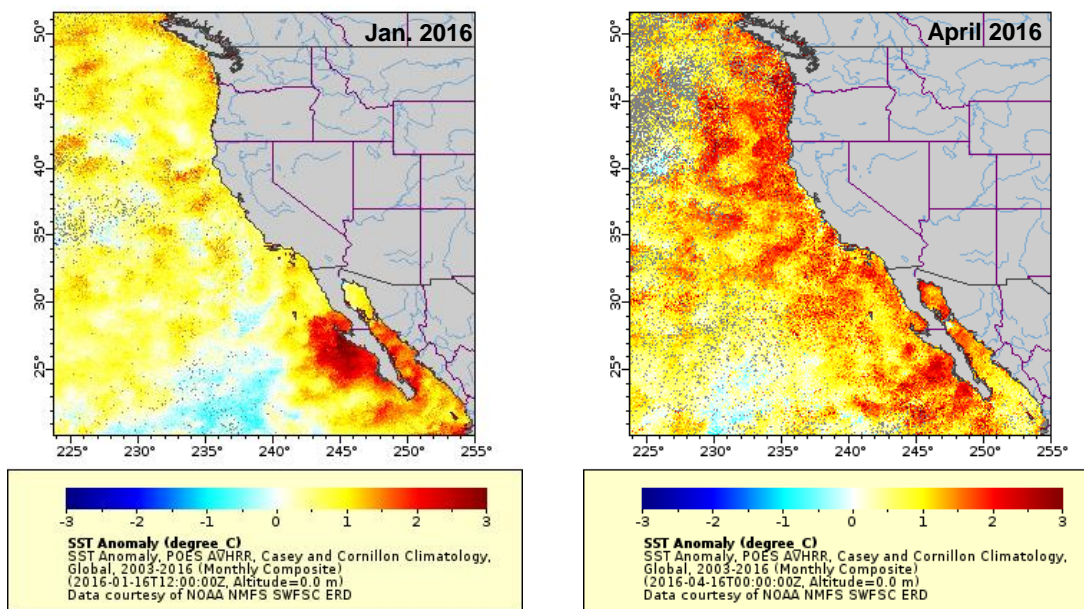 Jan. 2016
50°
45°
40°
35°
30°
25°
225° 230° 235° 240° 245° 250° 255°
-3 -2 -1 0 1 2 3
SST Anomaly (degree_C)
SST Anomaly, POES AVHRR, Casey and Cornillon Climatology,
Global, 2003-2016 (Monthly Composite)
(2016-01-16T12:00:00Z, Altitude=0.0 m)
Data courtesy of NOAA NMFS SWFSC ERD
April 2016
50°
45°
40°
35°
30°
25°
225° 230° 235° 240° 245° 250° 255°
-3 -2 -1 0 1 2 3
SST Anomaly (degree_C)
SST Anomaly, POES AVHRR, Casey and Cornillon Climatology,
Global, 2003-2016 (Monthly Composite)
(2016-04-16T00:00:00Z, Altitude=0.0 m)
Data courtesy of NOAA NMFS SWFSC ERD